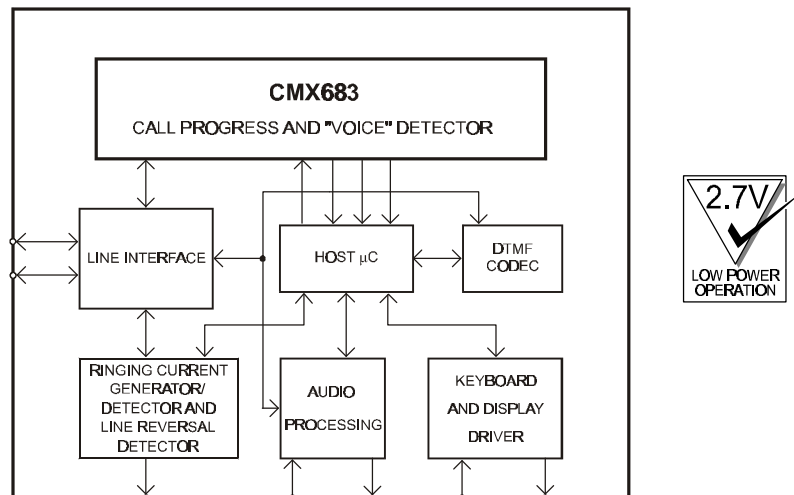 CMX683
CALL PROGRESS AND "VOICE" DETECTOR
LINE INTERFACE
HOST µC
DTMF
CODEC
2.7V
LOW POWER
OPERATION
RINGING CURRENT
GENERATOR/
DETECTOR AND
LINE REVERSAL
DETECTOR
AUDIO
PROCESSING
KEYBOARD
AND DISPLAY
DRIVER